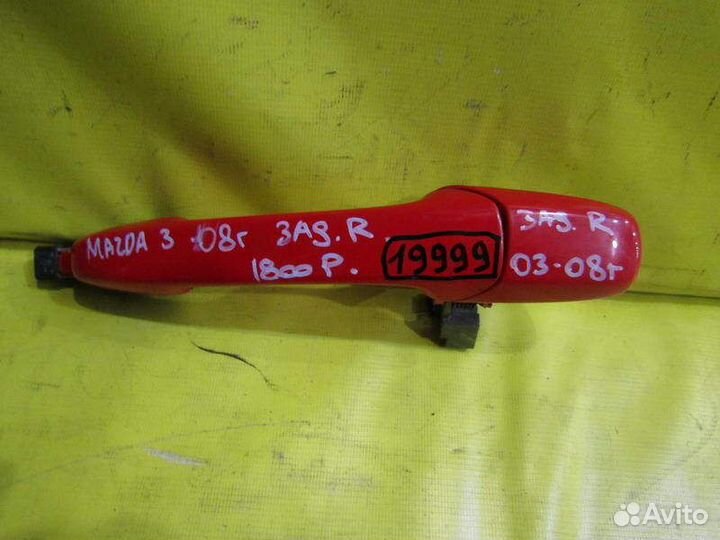 MAZDA 3 08г ЗАД. R
1800 Р.
19999
ЗАД. R
03-08г
Avito